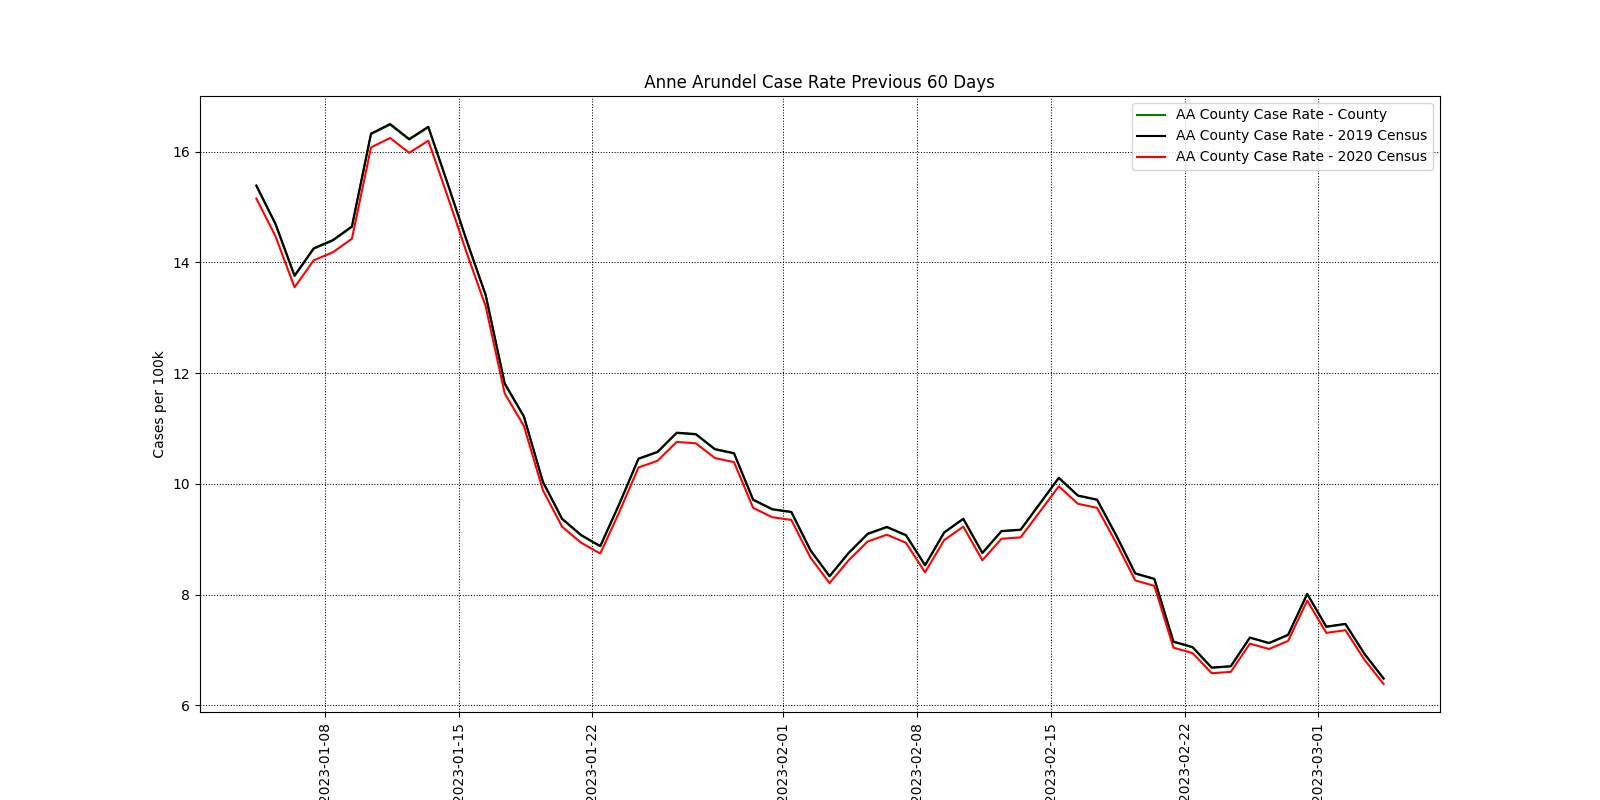 Anne Arundel Case Rate Previous 60 Days
AA County Case Rate - County
AA County Case Rate - 2019 Census
AA County Case Rate - 2020 Census
Cases per 100k
16
14
12
10
8
6
2023-01-08
2023-01-15
2023-01-22
2023-02-01
2023-02-08
2023-02-15
2023-02-22
2023-03-01